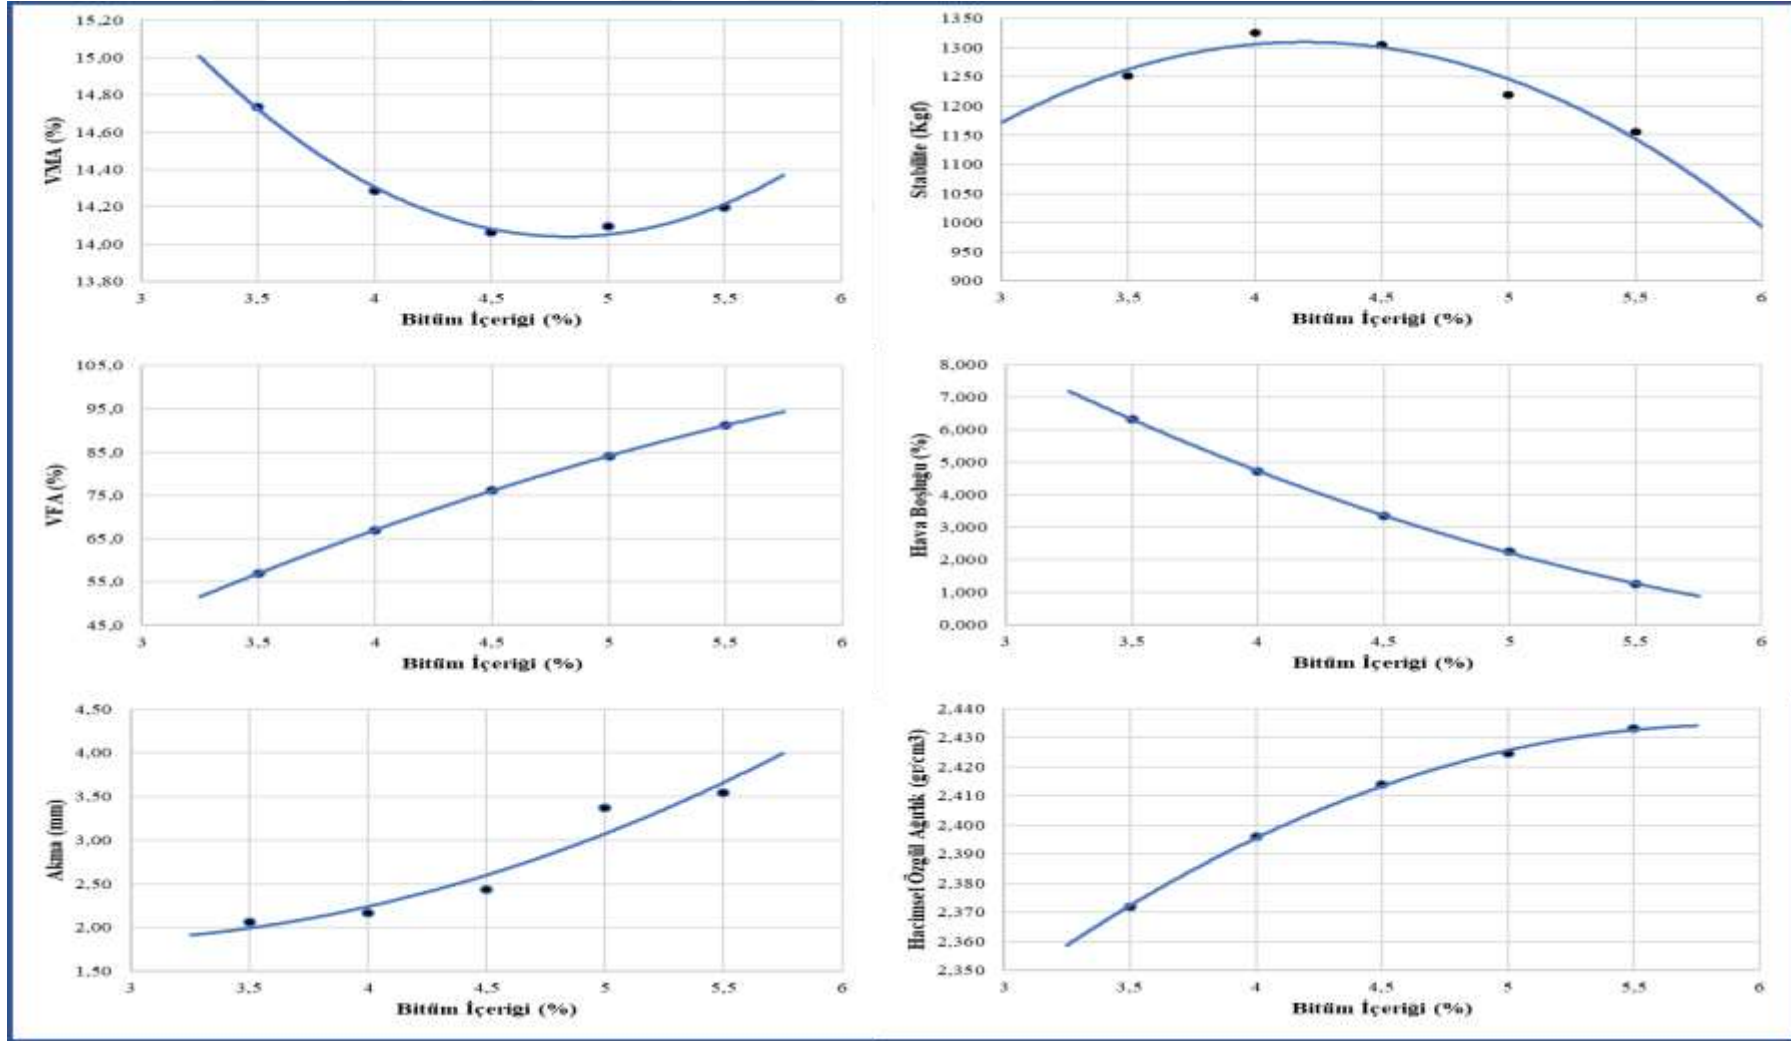 15,20
15,00
14,80
14,60
14,40
14,20
14,00
13,80
VMA (%)
3 3,5 4 4,5 5 5,5 6
Bitüm İçeriği (%)
1350
1300
1250
1200
1150
1100
1050
1000
950
900
Stabilite (Kgf)
3 3,5 4 4,5 5 5,5 6
Bitüm İçeriği (%)
105,0
95,0
85,0
75,0
65,0
55,0
45,0
VFA (%)
3 3,5 4 4,5 5 5,5 6
Bitüm İçeriği (%)
8,000
7,000
6,000
5,000
4,000
3,000
2,000
1,000
0,000
Hava Boşluğu (%)
3 3,5 4 4,5 5 5,5 6
Bitüm İçeriği (%)
4,50
4,00
3,50
3,00
2,50
2,00
1,50
Akma (mm)
3 3,5 4 4,5 5 5,5 6
Bitüm İçeriği (%)
2,440
2,430
2,420
2,410
2,400
2,390
2,380
2,370
2,360
2,350
Hacimsel Özgül Ağırlık (gr/cm3)
3 3,5 4 4,5 5 5,5 6
Bitüm İçeriği (%)